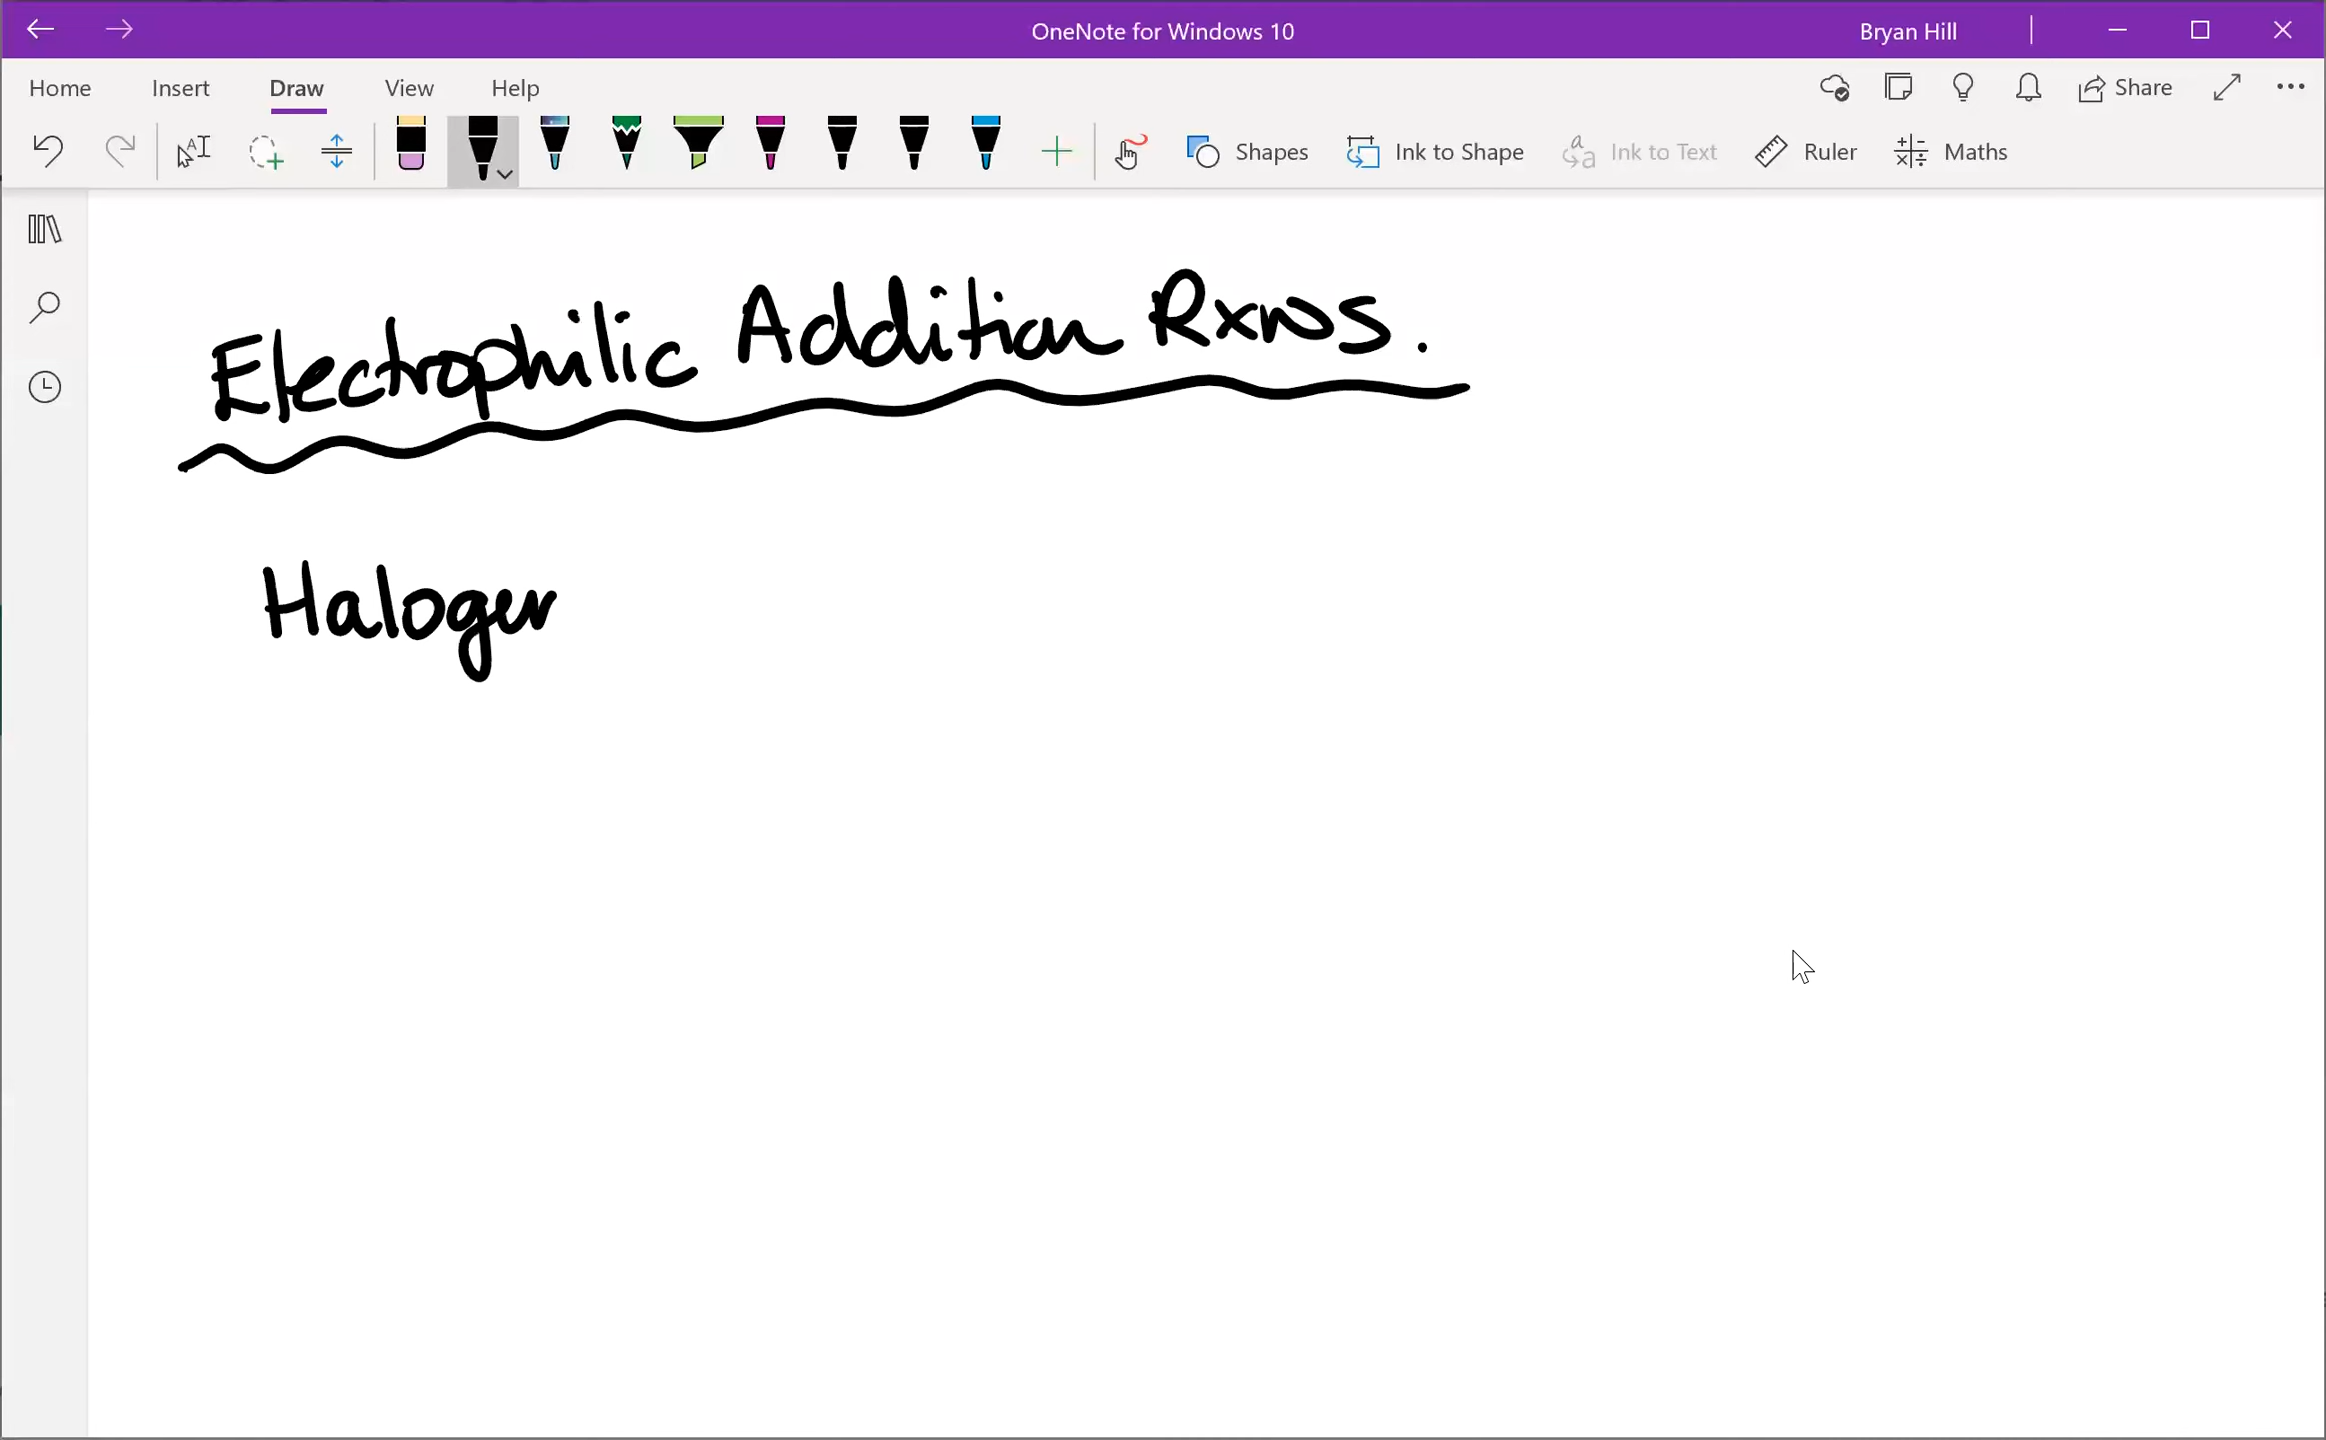 OneNote for Windows 10
Bryan Hill
Home Insert Draw View Help
Share
Shapes Ink to Shape Ink to Text Ruler Maths
Electrophilic Addition Rxns.
Halogen